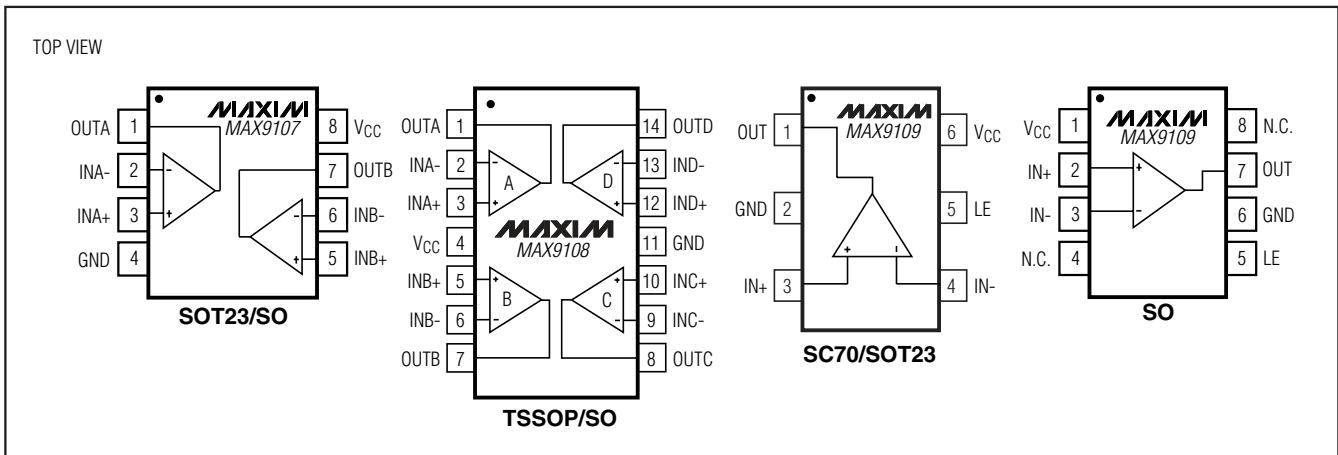 TOP VIEW
MAXIM
MAX9107
OUTA 1
INA- 2
INA+ 3
GND 4
8 VCC
7 OUTB
6 INB-
5 INB+
- +
- +
SOT23/SO
OUTA 1
INA- 2
INA+ 3
VCC 4
INB+ 5
INB- 6
OUTB 7
14 OUTD
13 IND-
12 IND+
11 GND
10 INC+
9 INC-
8 OUTC
- + A
- + D
MAXIM
MAX9108
+ - B
+ - C
TSSOP/SO
MAXIM
MAX9109
OUT 1
GND 2
IN+ 3
6 VCC
5 LE
4 IN-
+ -
SC70/SOT23
MAXIM
MAX9109
VCC 1
IN+ 2
IN- 3
N.C. 4
8 N.C.
7 OUT
6 GND
5 LE
+ -
SO